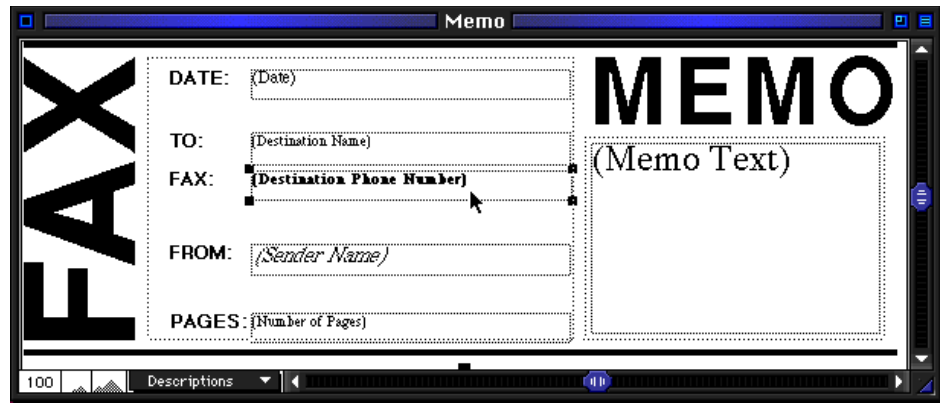 Memo
FAX
DATE: (Date)
TO: (Destination Name)
FAX: (Destination Phone Number)
FROM: (Sender Name)
PAGES: (Number of Pages)
MEMO
(Memo Text)
100 Descriptions